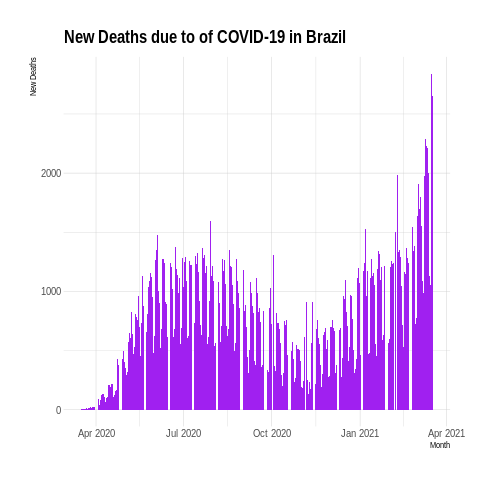 New Deaths due to of COVID-19 in Brazil
New Deaths
2000
1000
0
Apr 2020 Jul 2020 Oct 2020 Jan 2021 Apr 2021
Month